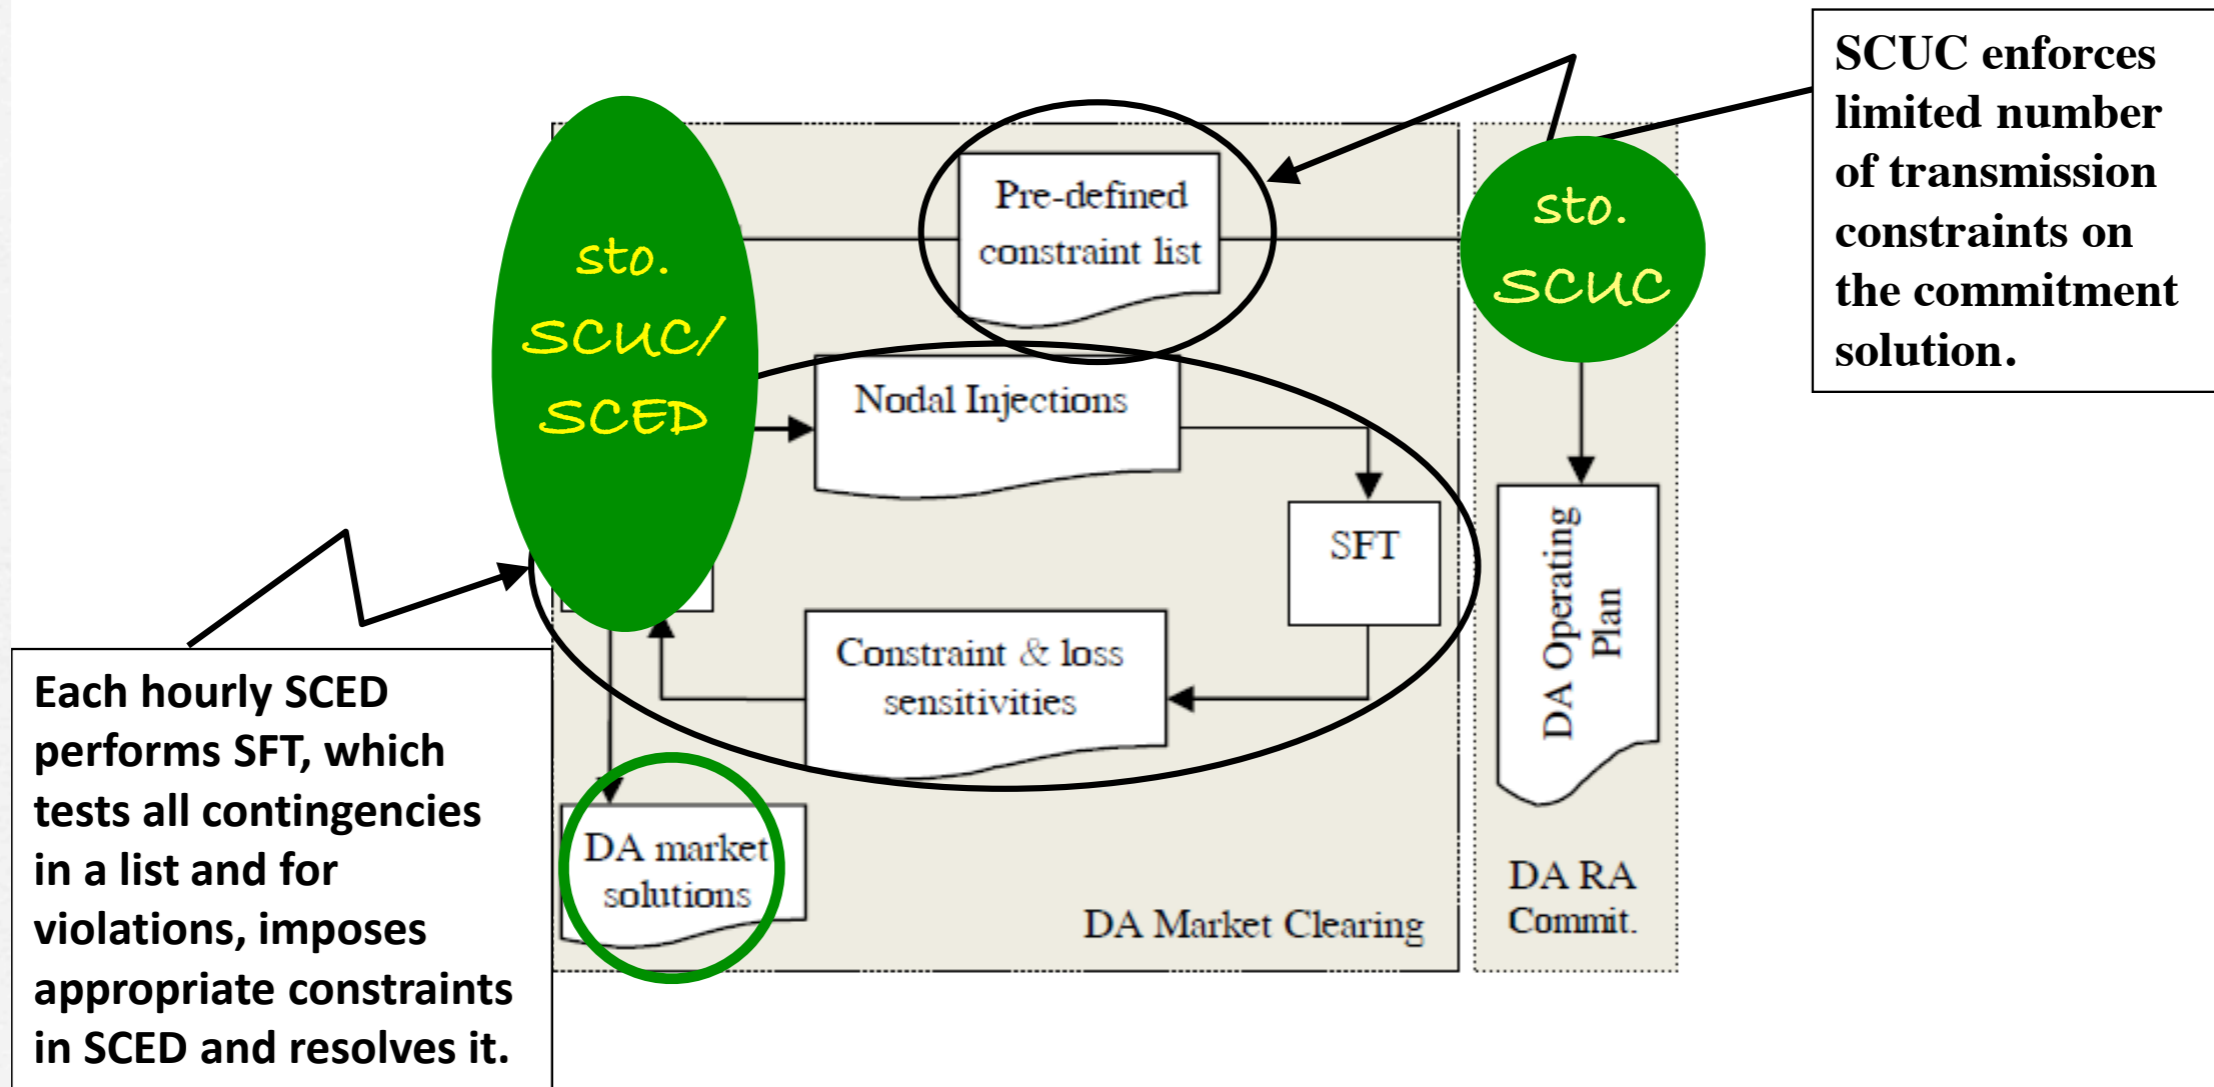 SCUC enforces
limited number
of transmission
constraints on
the commitment
solution.
Pre-defined
constraint list
sto.
SCUC/
SCED
sto.
SCUC
Nodal Injections
SFT
Constraint & loss
sensitivities
DA Operating
Plan
Each hourly SCED
performs SFT, which
tests all contingencies
in a list and for
violations, imposes
appropriate constraints
in SCED and resolves it.
DA market
solutions
DA Market Clearing
DA RA
Commit.